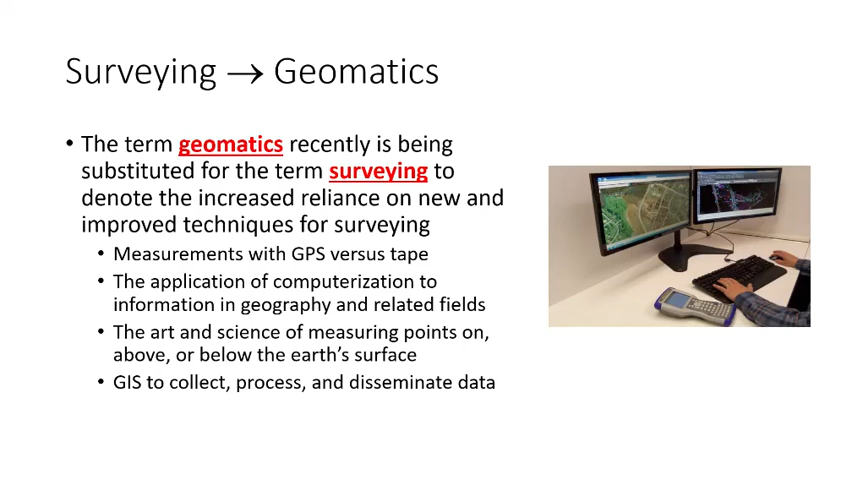 Surveying → Geomatics
• The term geomatics recently is being
substituted for the term surveying to
denote the increased reliance on new and
improved techniques for surveying
• Measurements with GPS versus tape
• The application of computerization to
information in geography and related fields
• The art and science of measuring points on,
above, or below the earth’s surface
• GIS to collect, process, and disseminate data